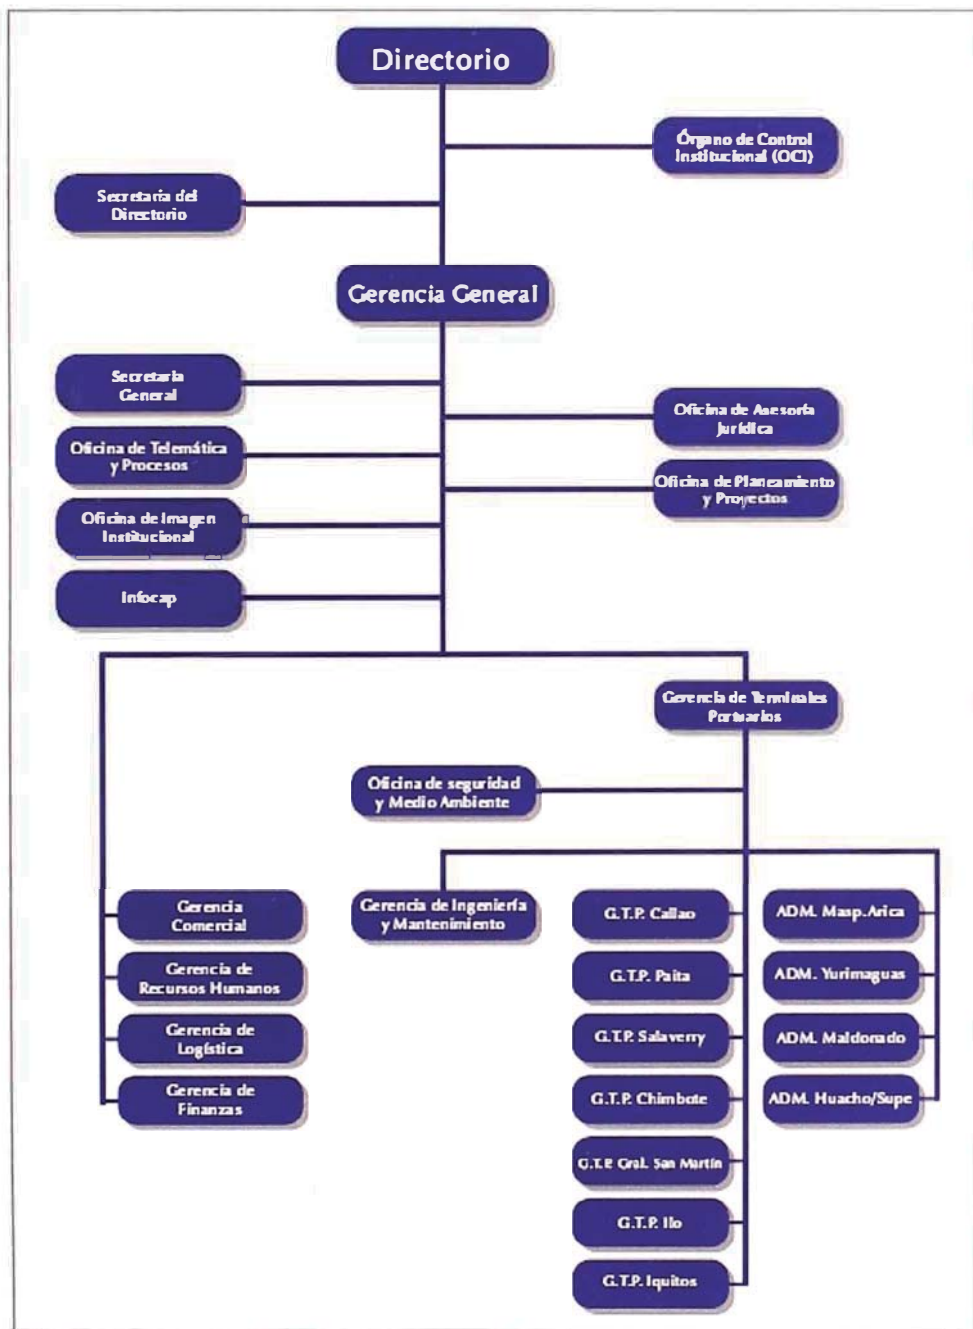 Directorio
Órgano de Control
Institucional (OCI)
Secretaría del
Directorio
Gerencia General
Secretaría
General
Oficina de Asesoría
Jurídica
Oficina de Telemática
y Procesos
Oficina de Planeamiento
y Proyectos
Oficina de Imagen
Institucional
Infocap
Gerencia de Terminales
Portuarios
Oficina de seguridad
y Medio Ambiente
Gerencia
Comercial
Gerencia de
Recursos Humanos
Gerencia de
Logística
Gerencia de
Finanzas
Gerencia de Ingeniería
y Mantenimiento
G.T.P. Callao
G.T.P. Paita
G.T.P. Salaverry
G.T.P. Chimbote
G.T.P. Gral. San Martín
G.T.P. Ilo
G.T.P. Iquitos
ADM. Masp.Arica
ADM. Yurimaguas
ADM. Maldonado
ADM. Huacho/Supe